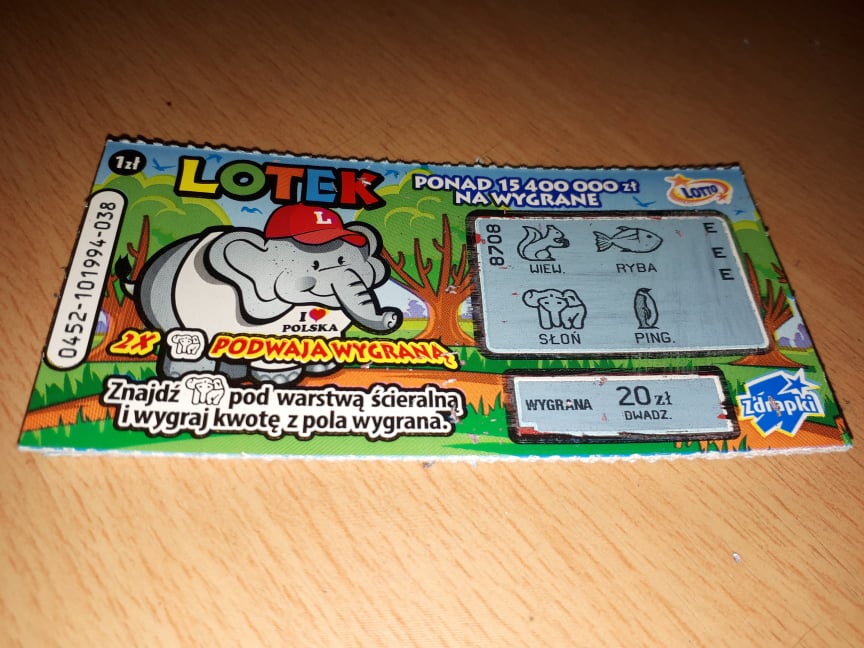 1zł
LOTEK
PONAD 15 400 000 zł
NA WYGRANE
LOTTO
0452-101994-038
L
I
POLSKA
2X PODWAJA WYGRANĄ
Znajdź pod warstwą ścieralną
i wygraj kwotę z pola wygrana.
8708
WIEW. RYBA
SŁOŃ PING.
E
E
E
WYGRANA 20 zł
DWADZ.
Zdrapki